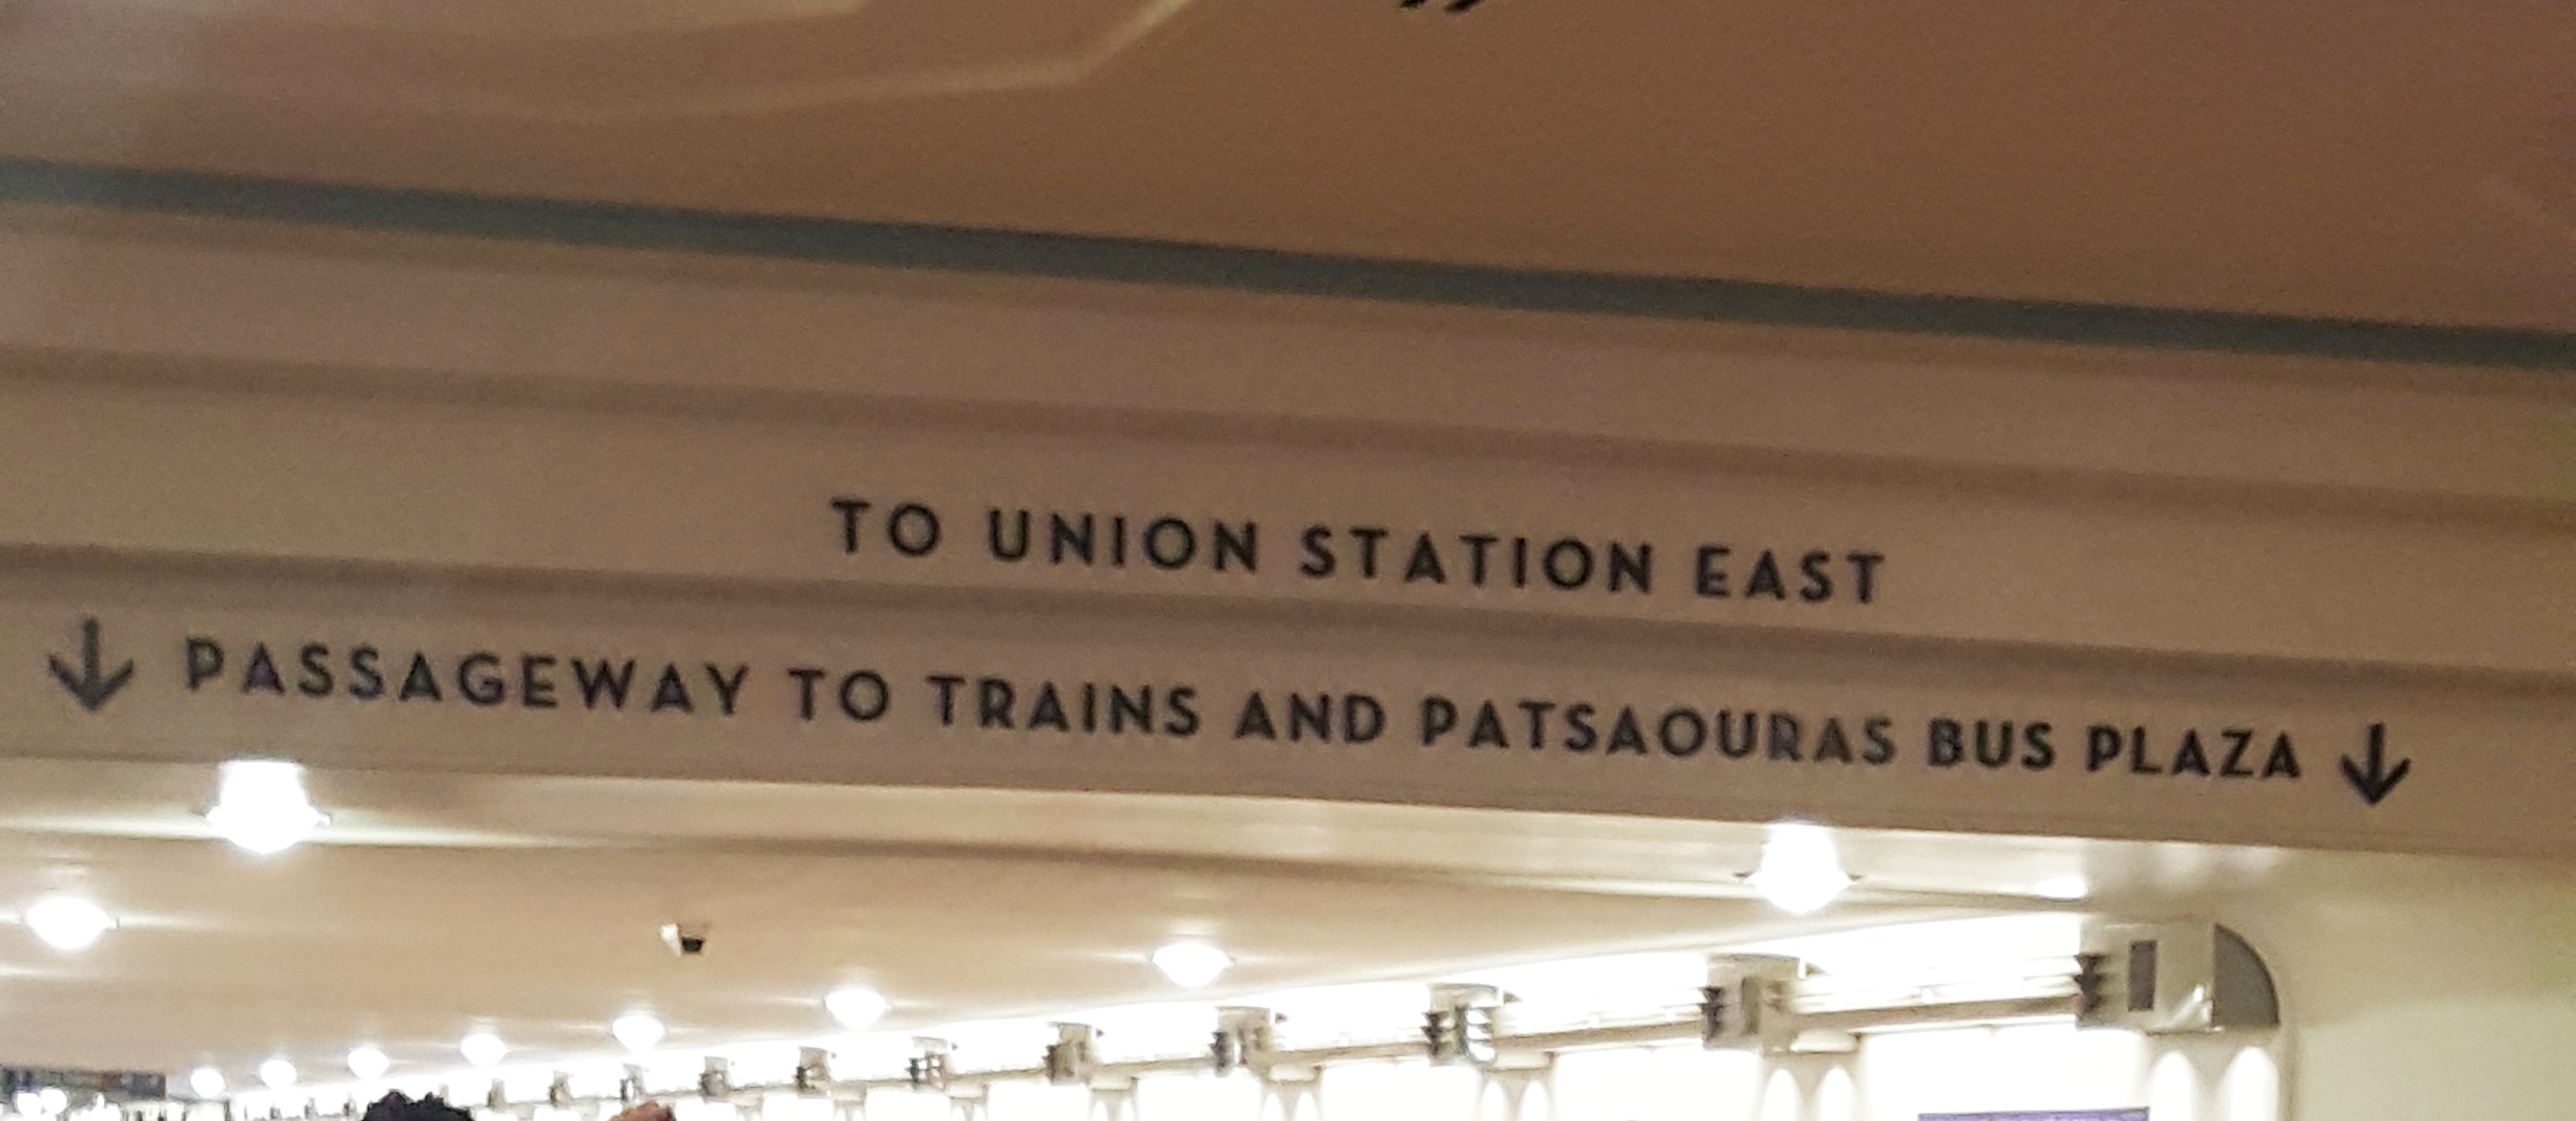 TO UNION STATION EAST
↓ PASSAGEWAY TO TRAINS AND PATSAOURAS BUS PLAZA ↓